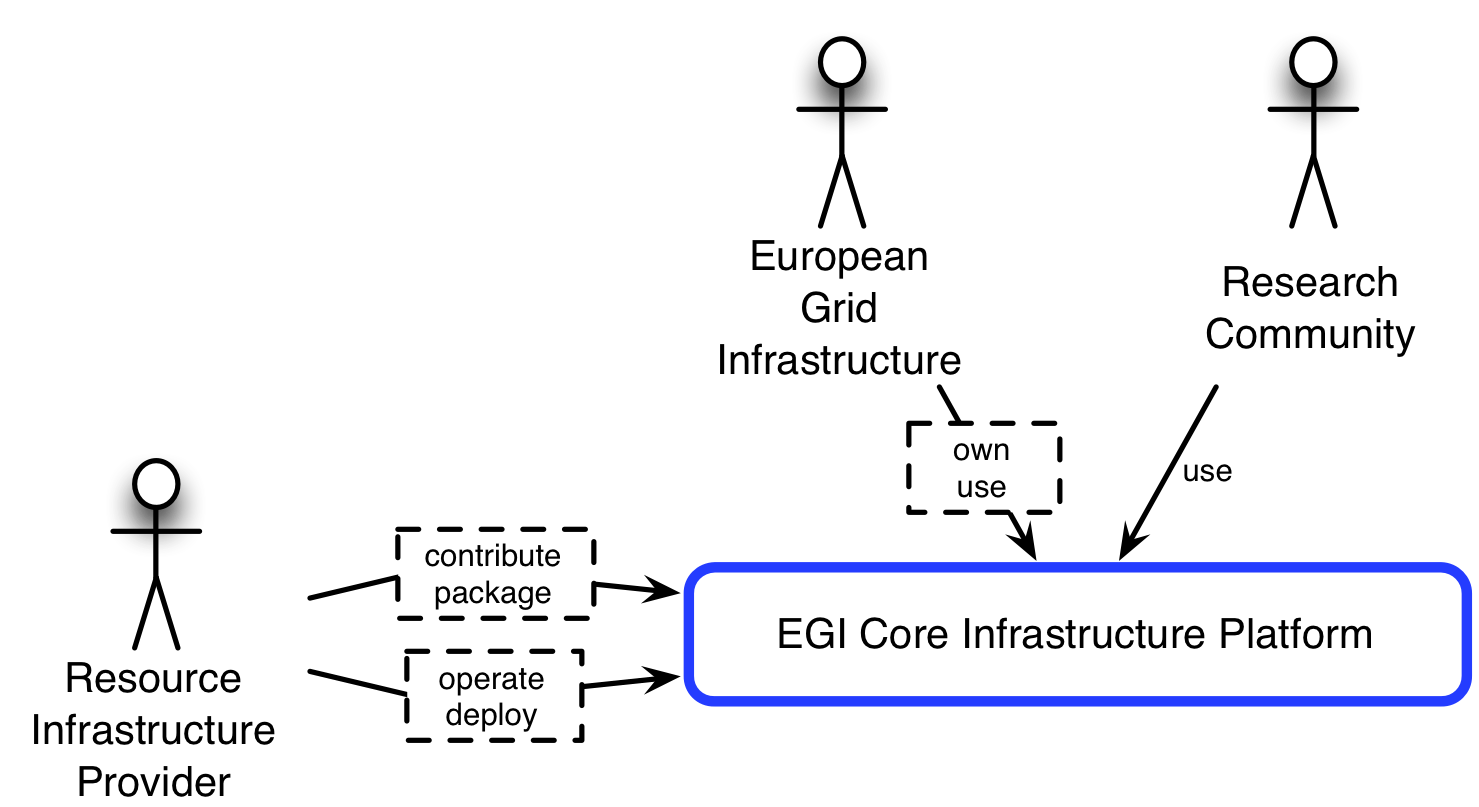 European
Grid
Infrastructure
Research
Community
own
use
use
contribute
package
operate
deploy
EGI Core Infrastructure Platform
Resource
Infrastructure
Provider